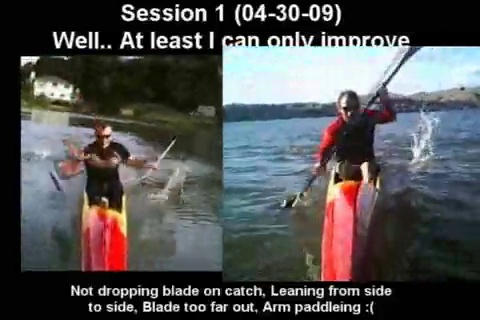 Session 1 (04-30-09)
Well.. At least I can only improve
Not dropping blade on catch, Leaning from side
to side, Blade too far out, Arm paddleing :(